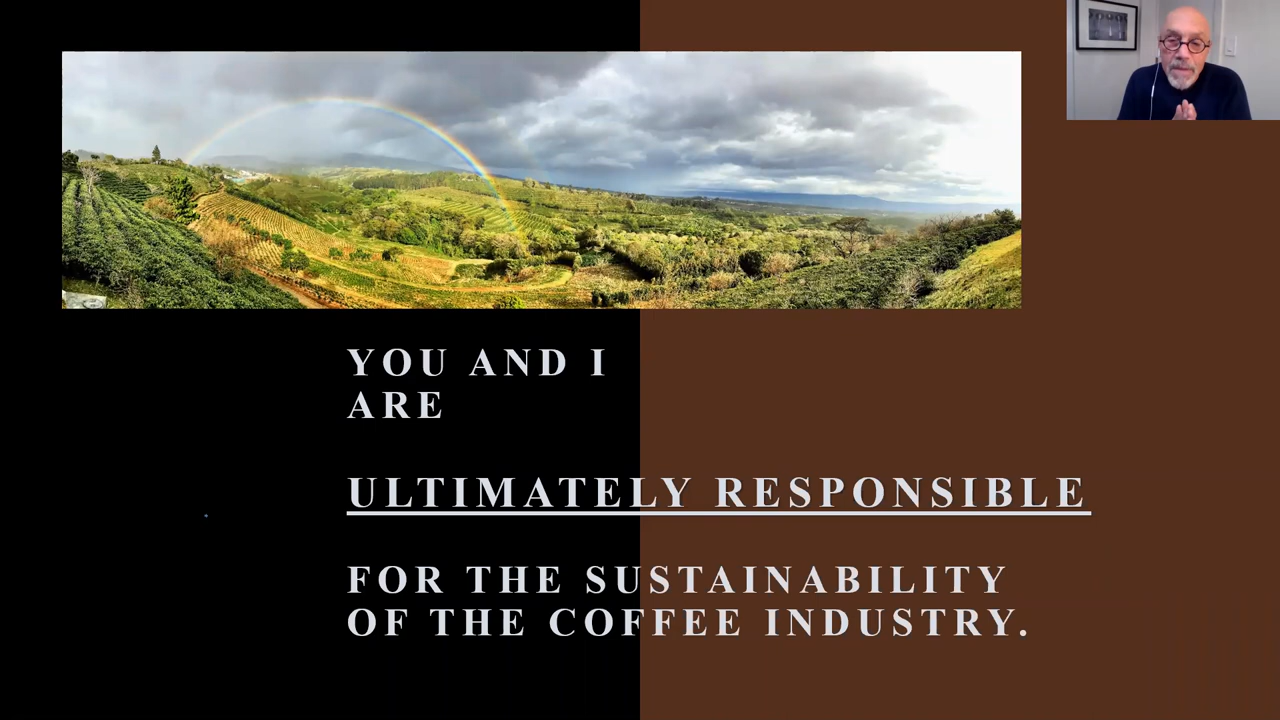 YOU AND I
ARE
ULTIMATELY RESPONSIBLE
FOR THE SUSTAINABILITY
OF THE COFFEE INDUSTRY.